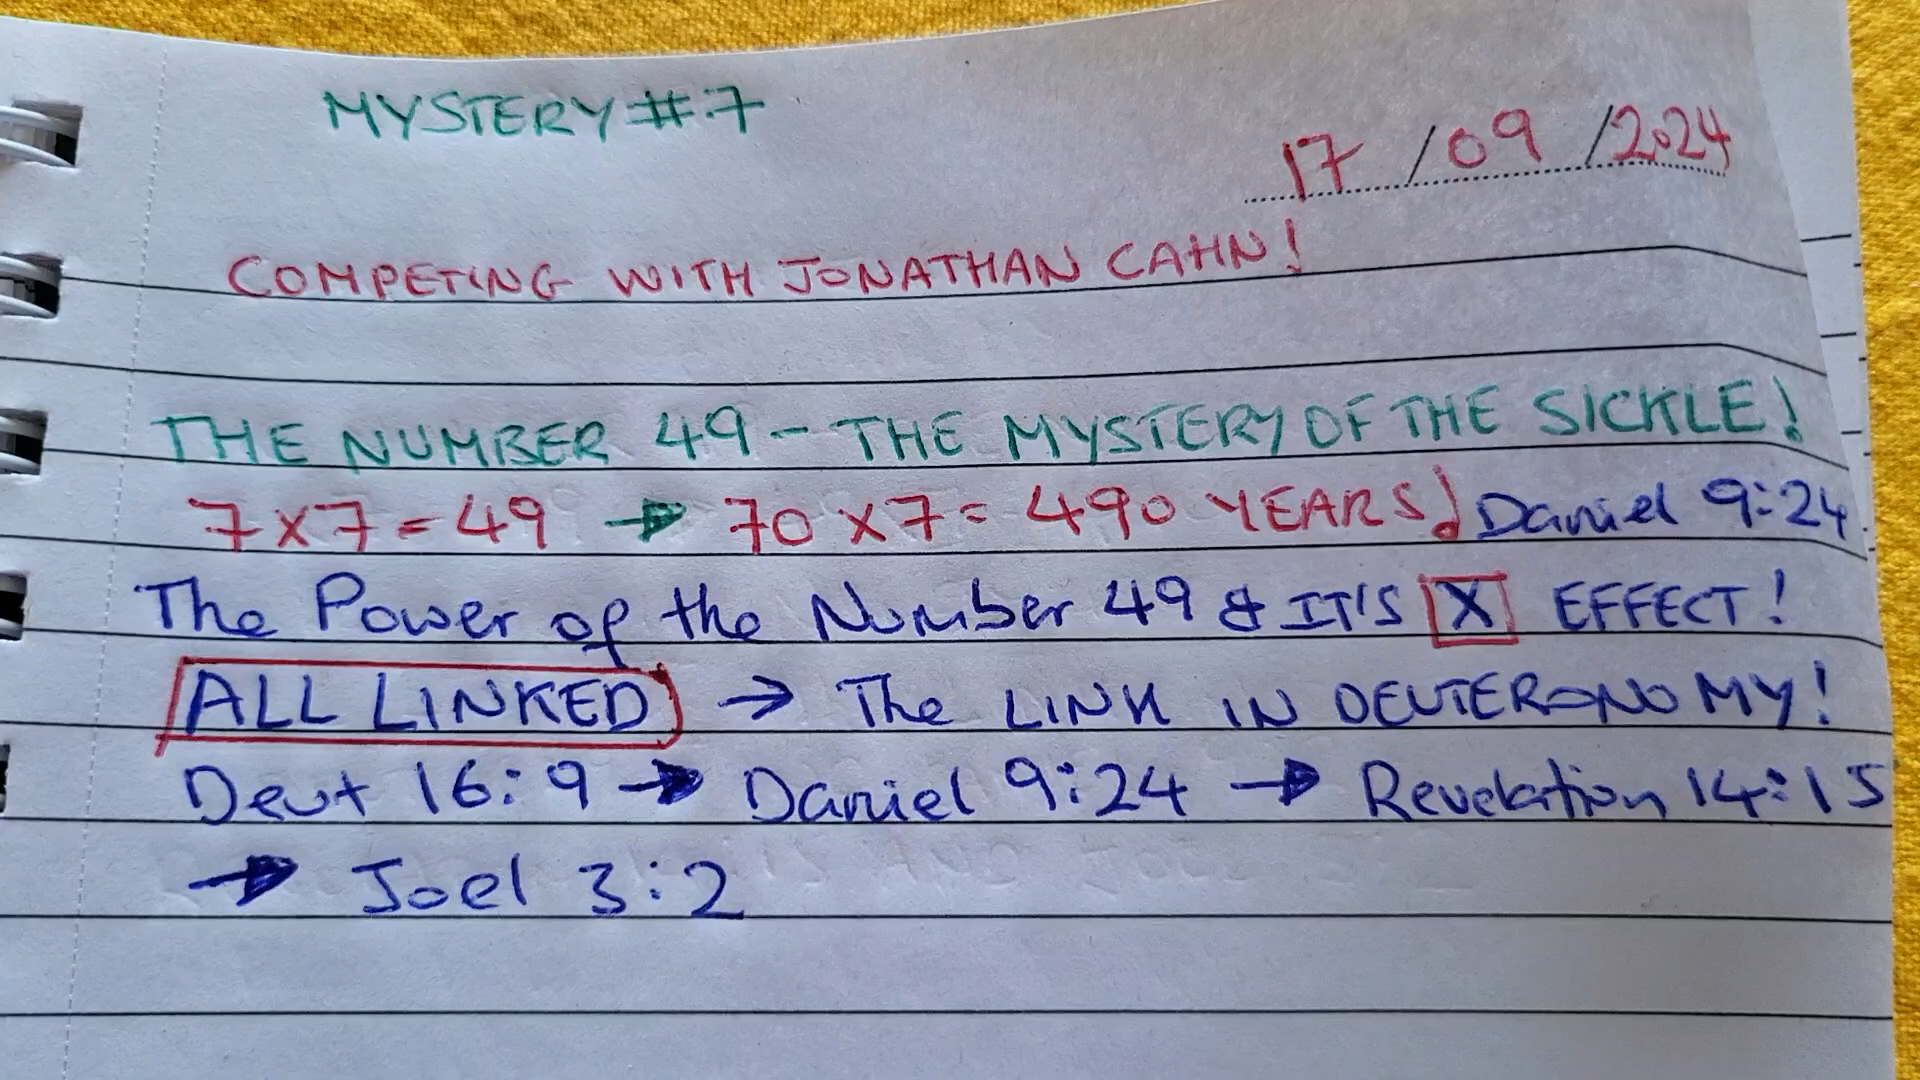 MYSTERY #7
17/09/2024
COMPETING WITH JONATHAN CAHN!
THE NUMBER 49 - THE MYSTERY OF THE SICKLE!
7X7=49 → 70X7= 490 YEARS! Daniel 9:24
The Power of the Number 49 & IT'S X EFFECT!
ALL LINKED → The LINK IN DEUTERONOMY!
Deut 16:9 → Daniel 9:24 → Revelation 14:15
→ Joel 3:2